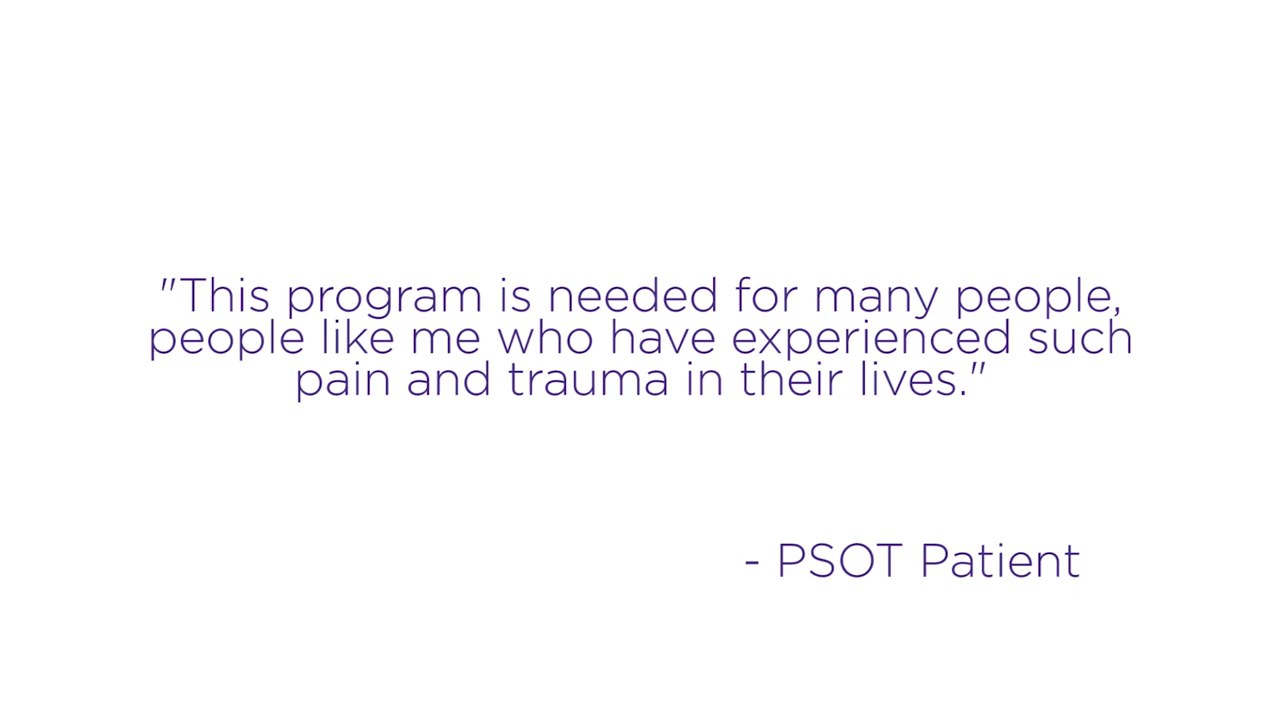 "This program is needed for many people,
people like me who have experienced such
pain and trauma in their lives."
- PSOT Patient